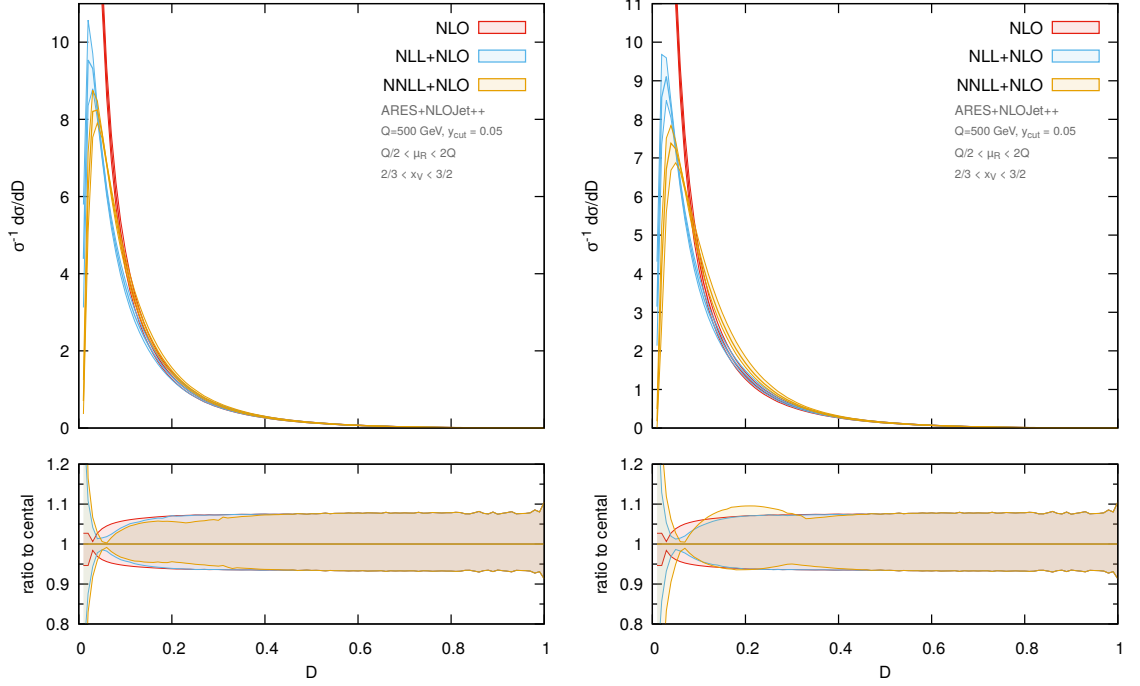 NLO
NLL+NLO
NNLL+NLO
ARES+NLOJet++
Q=500 GeV, y_cut = 0.05
Q/2 < μ_R < 2Q
2/3 < x_V < 3/2
σ⁻¹ dσ/dD
10
8
6
4
2
0
ratio to cental
1.2
1.1
1
0.9
0.8
0 0.2 0.4 0.6 0.8 1
D
NLO
NLL+NLO
NNLL+NLO
ARES+NLOJet++
Q=500 GeV, y_cut = 0.05
Q/2 < μ_R < 2Q
2/3 < x_V < 3/2
σ⁻¹ dσ/dD
11
10
9
8
7
6
5
4
3
2
1
0
ratio to cental
1.2
1.1
1
0.9
0.8
0 0.2 0.4 0.6 0.8 1
D